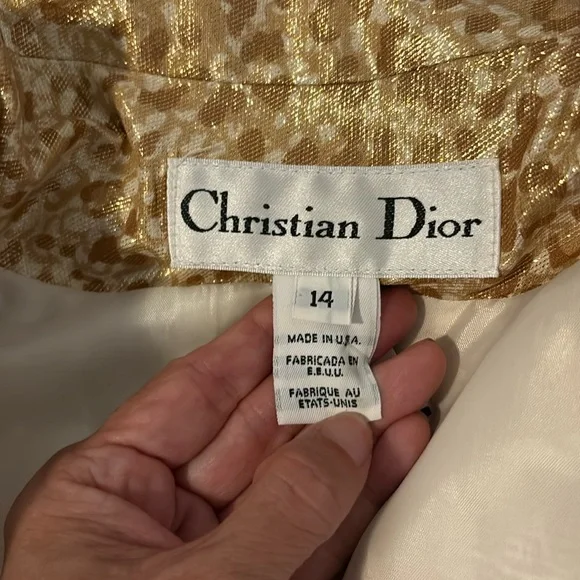 Christian Dior
14
MADE IN U.S.A.
FABRICADA EN
E.E.U.U.
FABRIQUE AU
ETATS-UNIS